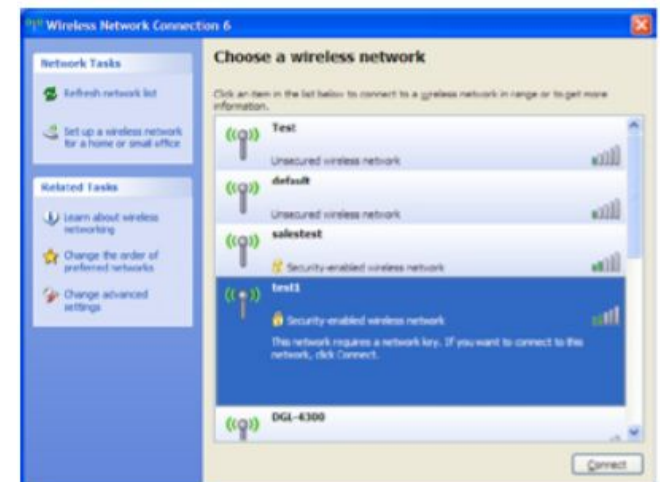 Wireless Network Connection 6
Network Tasks
Refresh network list
Set up a wireless network
for a home or small office
Related Tasks
Learn about wireless
networking
Change the order of
preferred networks
Change advanced
settings
Choose a wireless network
Click an item in the list below to connect to a wireless network in range or to get more
information.
Test
Unsecured wireless network
default
Unsecured wireless network
salestest
Security-enabled wireless network
test1
Security-enabled wireless network
This network requires a network key. If you want to connect to this
network, click Connect.
DGL-4300
Connect